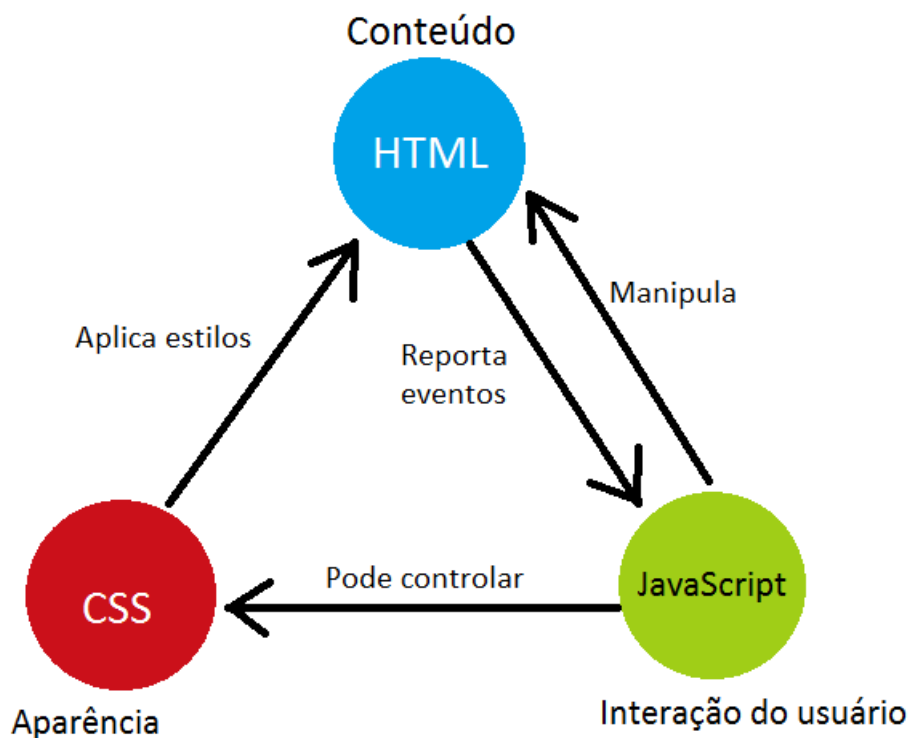 Conteúdo
HTML
Manipula
Aplica estilos
Reporta
eventos
Pode controlar
JavaScript
CSS
Interação do usuário
Aparência